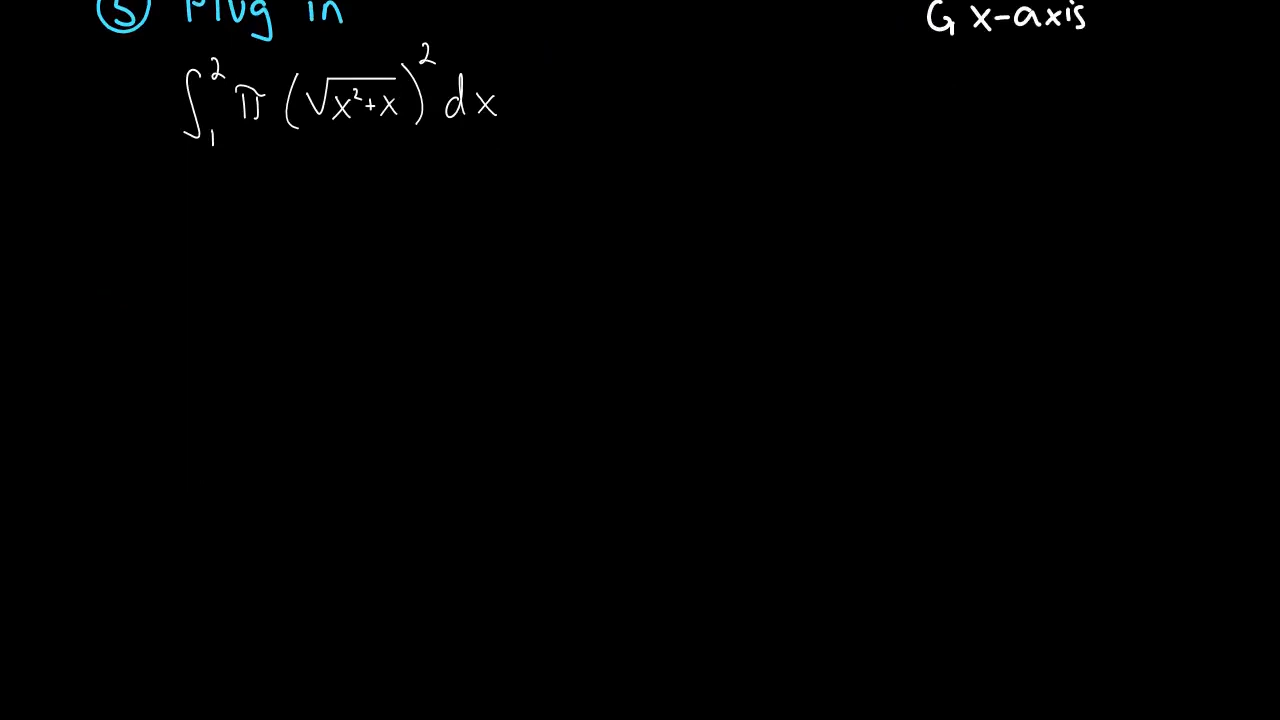 ⑤ Plug in
G x-axis
∫₁² π (√(x²+x))² dx